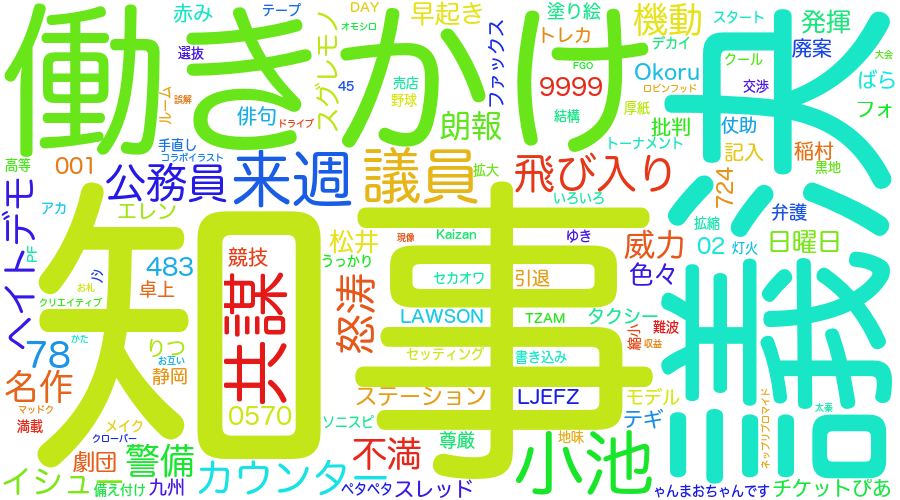 働きかけ
知事
共謀
0570
議夫
公務員
来週
議員
飛び入り
小池
カウンター
ヘイトデモ
怒涛
警備
イシュー
名作
78
483
不満
威力
機動
朗報
早起き
赤み
テープ
DAY
オモシロ
選抜
45
俳句
ドライブ
誤解
ルーム
スグレモノ
売店
野球
ファックス
手直し
コラボイラスト
高等
001
アカ
エレン
PF
お札
クリエイティブ
かた
りつ
お互い
静岡
卓上
競技
マッドク
満載
メイク
クローバー
劇団
備え付け
九州
松井
うっかり
現像
Kaizan
拡大
セカオワ
引退
LAWSON
TZAM
セッティング
書き込み
ステーション
LJEFZ
ソニスピ
尊厳
地味
ペタペタ
スレッド
塗り絵
トレカ
9999
FGO
結構
厚紙
デカイ
スタート
発揮
クール
廃案
Okoru
ロビンフッド
交渉
大会
ばら
フォ
批判
仗助
トーナメント
記入
稲村
黒地
724
いろいろ
ゆき
色々
拡縮
弁護
02
灯火
日曜日
タクシー
縮小
難波
収益
モデル
テギ
太薬
ネップリブロマイド
ゃんまおちゃんです
チケットぴあ